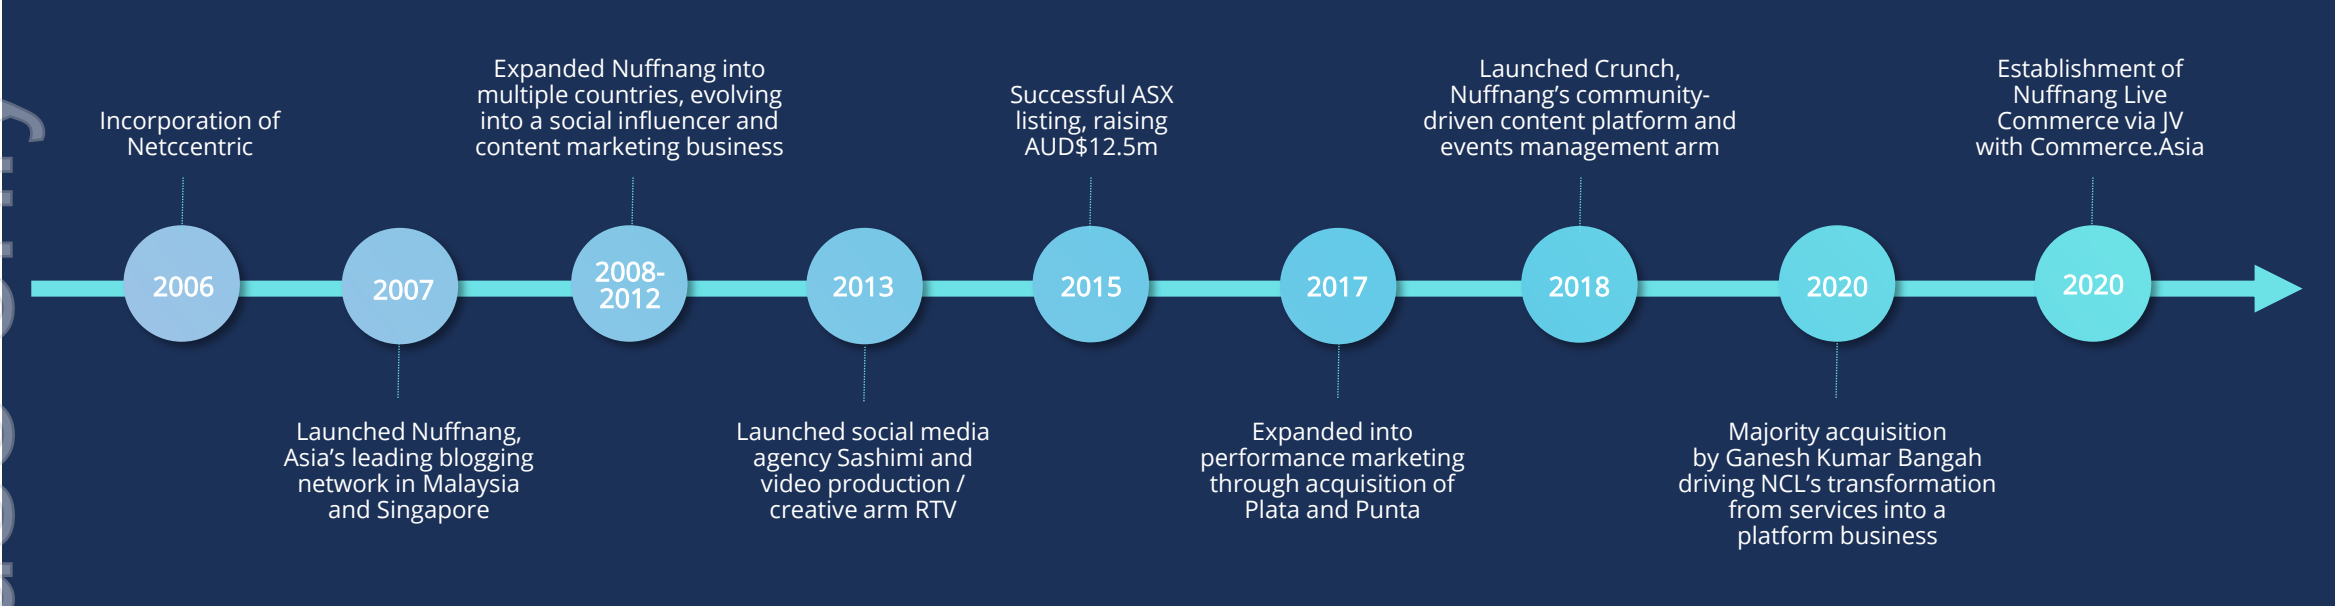 Incorporation of
Netccentric
2006
2007
Launched Nuffnang,
Asia's leading blogging
network in Malaysia
and Singapore
Expanded Nuffnang into
multiple countries, evolving
into a social influencer and
content marketing business
2008-
2012
2013
Launched social media
agency Sashimi and
video production /
creative arm RTV
Successful ASX
listing, raising
AUD$12.5m
2015
2017
Expanded into
performance marketing
through acquisition of
Plata and Punta
Launched Crunch,
Nuffnang’s community-
driven content platform and
events management arm
2018
2020
Majority acquisition
by Ganesh Kumar Bangah
driving NCL’s transformation
from services into a
platform business
Establishment of
Nuffnang Live
Commerce via JV
with Commerce.Asia
2020